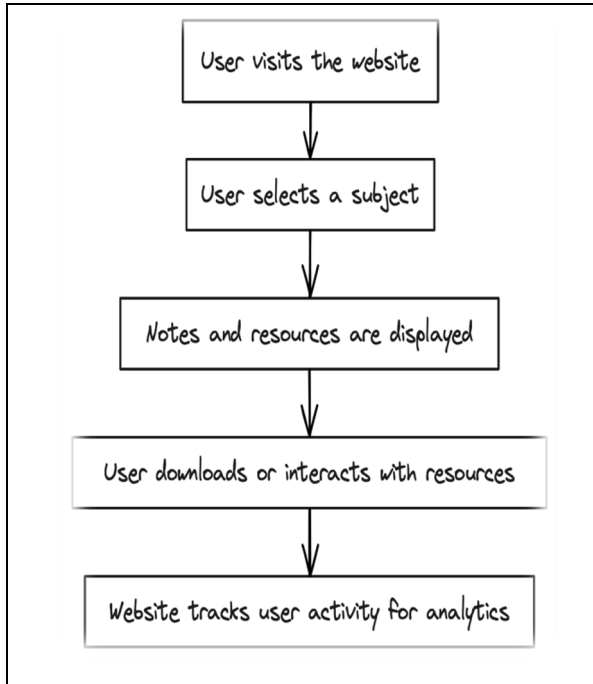 User visits the website
User selects a subject
Notes and resources are displayed
User downloads or interacts with resources
Website tracks user activity for analytics